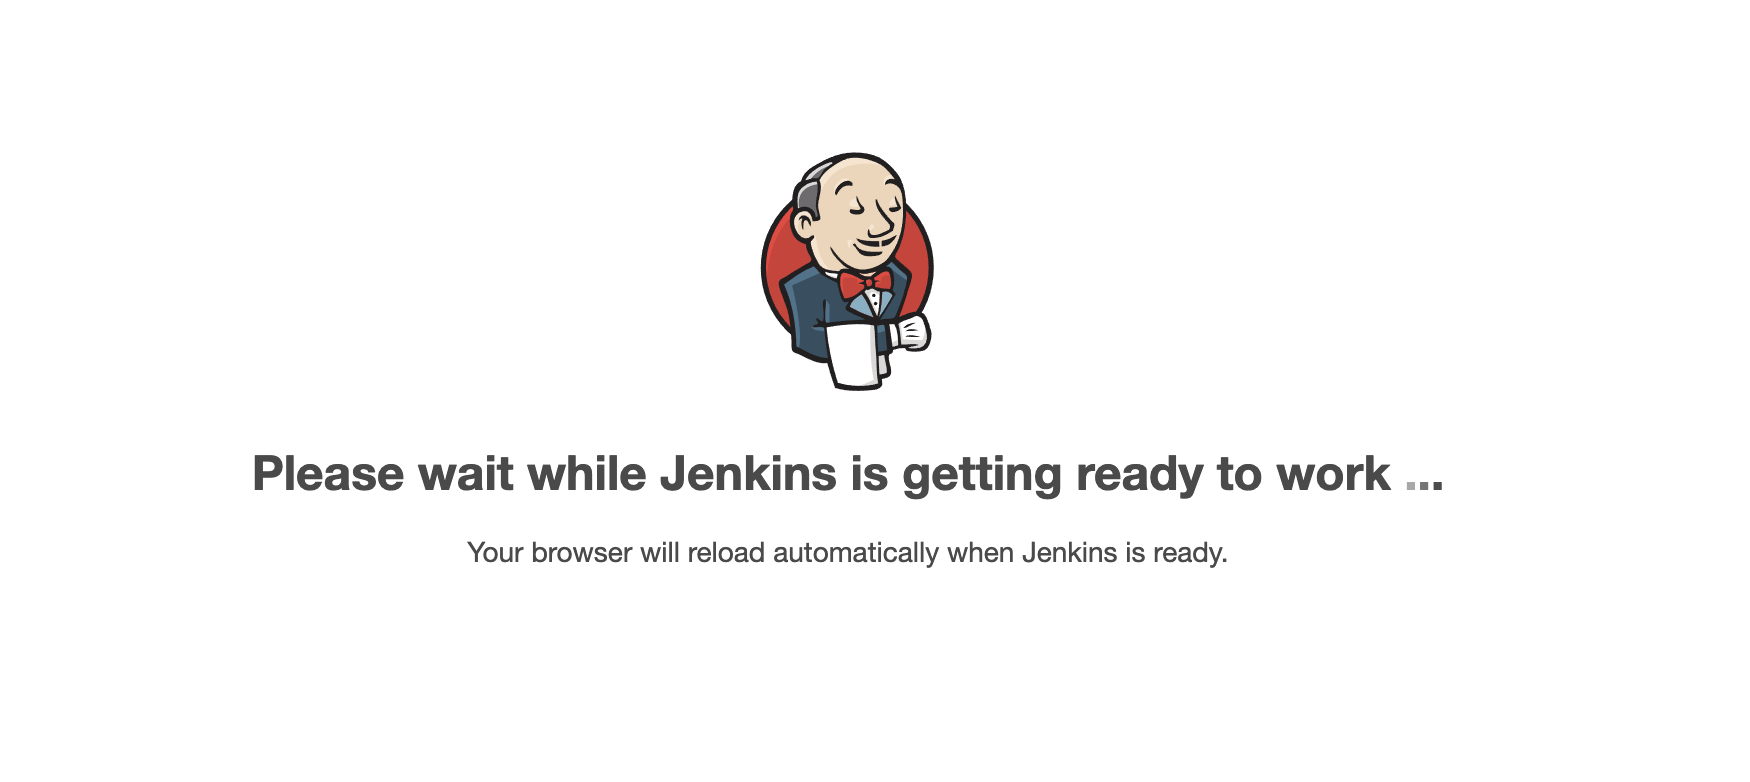 Please wait while Jenkins is getting ready to work ...
Your browser will reload automatically when Jenkins is ready.